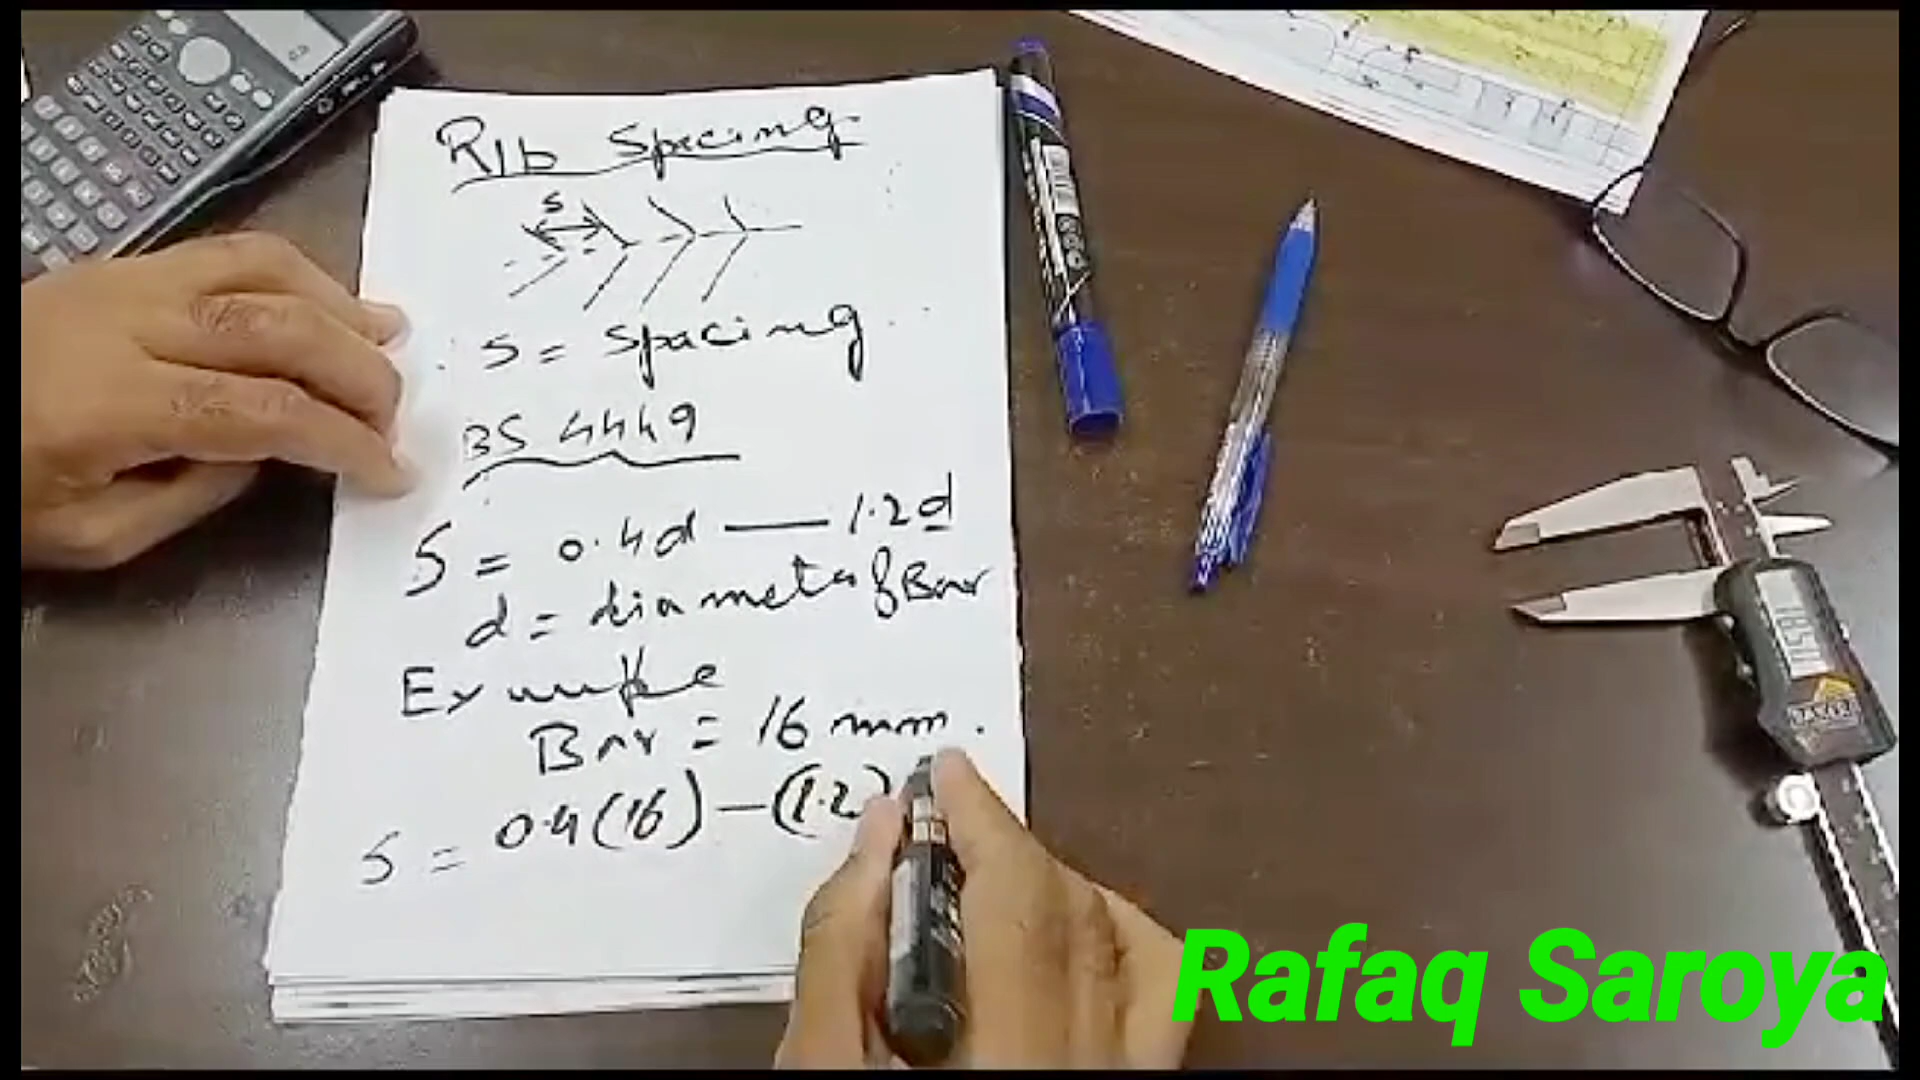 Rib Spacing.
s
S = Spacing
BS 4449
S = 0.4d — 1.2d
d = diameter of Bar
Example
Bar = 16 mm.
S = 0.4(16) — (1.2)
Rafaq Saroya